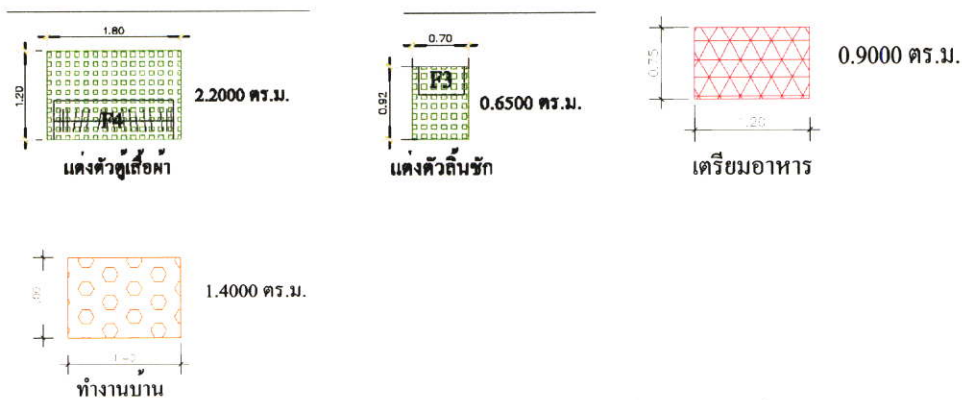 1.80
1.20
F4
2.2000 ตร.ม.
แต่งตัวตู้เสื้อผ้า
0.70
0.92
F3
0.6500 ตร.ม.
แต่งตัวลิ้นชัก
0.75
1.20
0.9000 ตร.ม.
เตรียมอาหาร
1.40
1.4000 ตร.ม.
ทำงานบ้าน